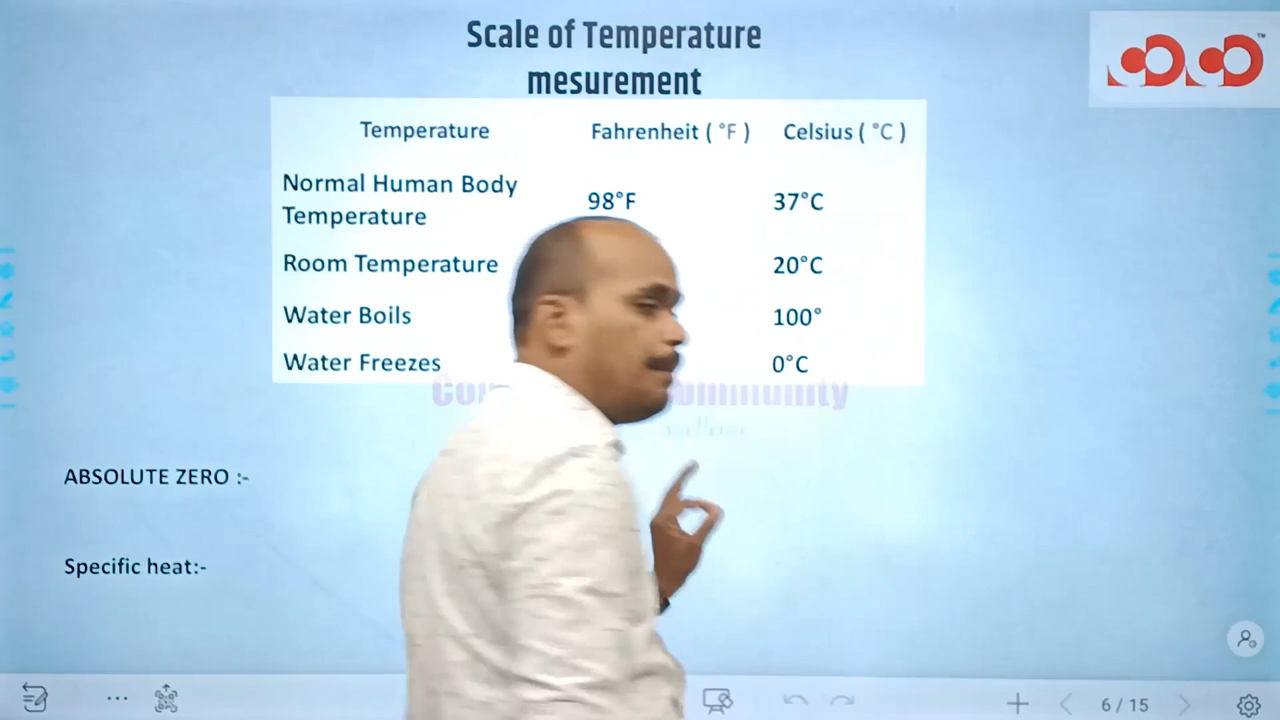 Scale of Temperature
mesurement
Temperature Fahrenheit ( °F ) Celsius ( °C )
Normal Human Body
Temperature
98°F 37°C
Room Temperature 20°C
Water Boils 100°
Water Freezes 0°C
ABSOLUTE ZERO :-
Specific heat:-
6 / 15